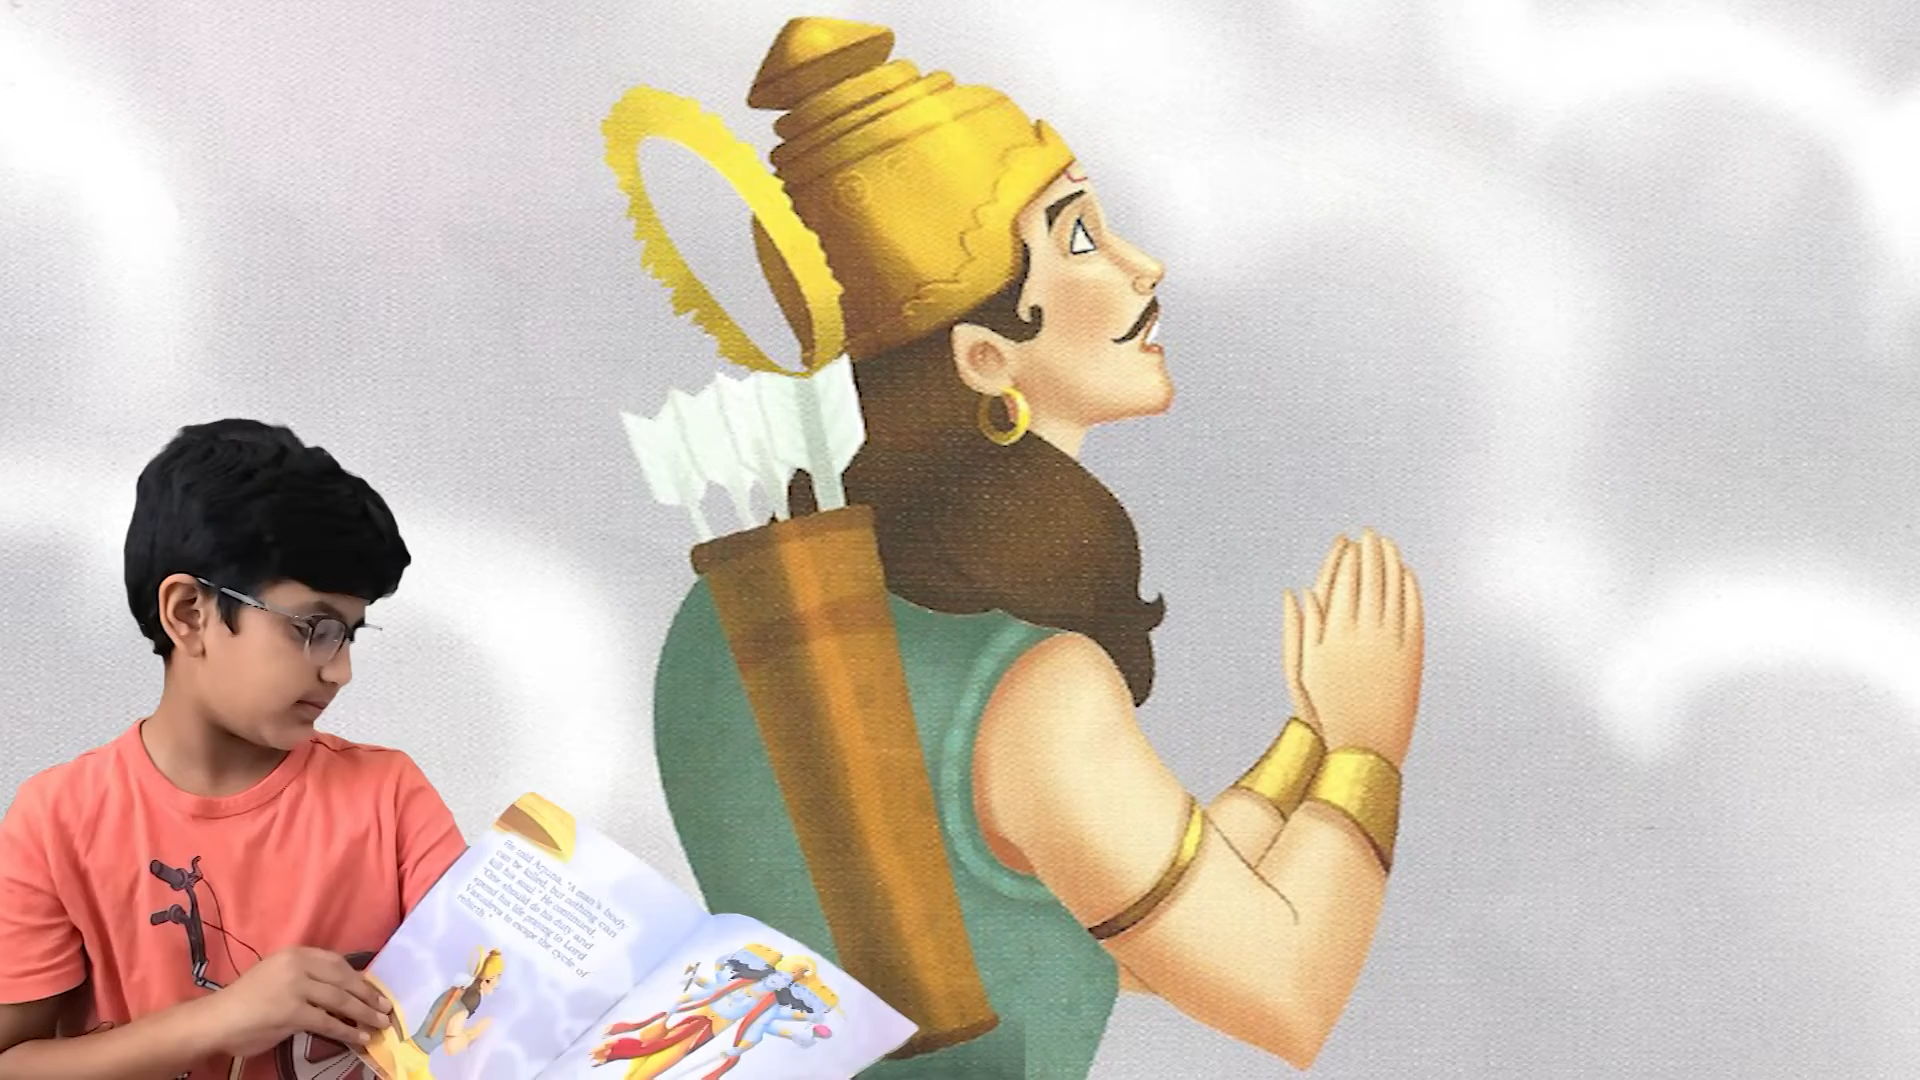 He told Arjuna, "A man's body
can be killed, but nothing can
kill his soul." He continued,
"One should do his duty and
spend his life praying to Lord
Vasudeva to escape the cycle of
rebirth."